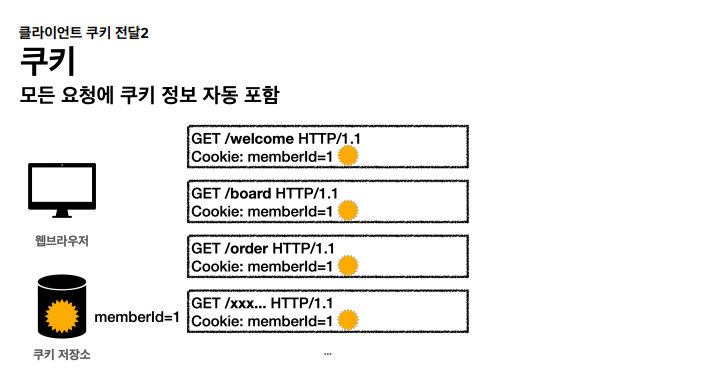 클라이언트 쿠키 전달2
쿠키
모든 요청에 쿠키 정보 자동 포함
GET /welcome HTTP/1.1
Cookie: memberId=1
GET /board HTTP/1.1
Cookie: memberId=1
웹브라우저
GET /order HTTP/1.1
Cookie: memberId=1
GET /xxx... HTTP/1.1
Cookie: memberId=1
memberId=1
쿠키 저장소
...